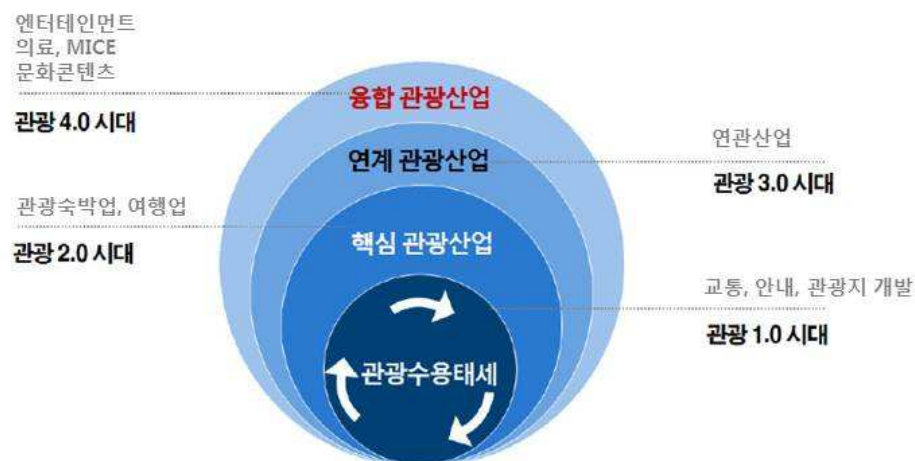 엔터테인먼트
의료, MICE
문화콘텐츠
관광 4.0 시대
융합 관광산업
연계 관광산업
연관산업
관광 3.0 시대
관광숙박업, 여행업
관광 2.0 시대
핵심 관광산업
교통, 안내, 관광지 개발
관광 1.0 시대
관광수용태세